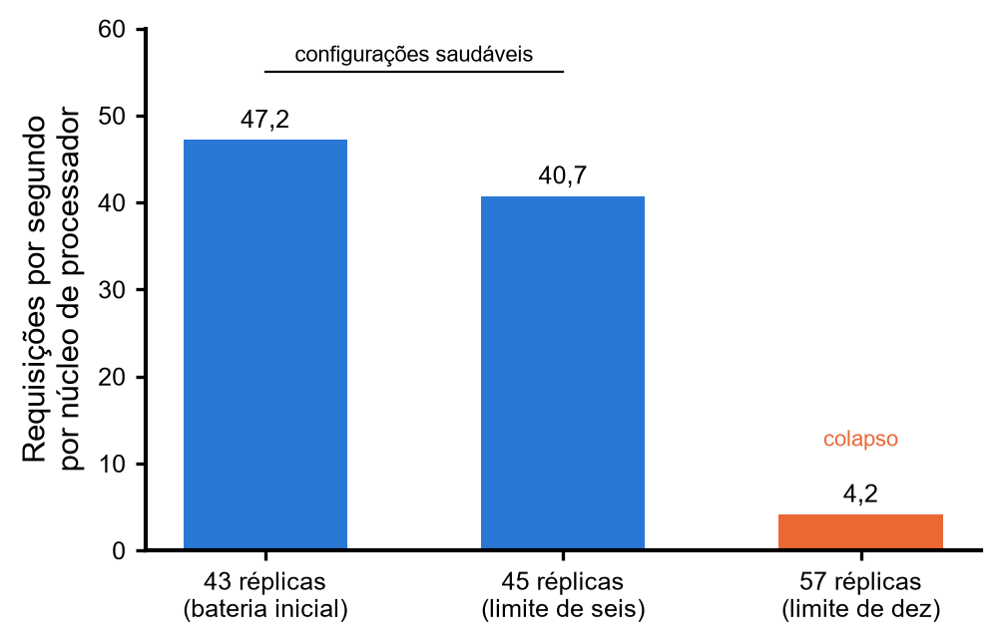 60
50
40
30
20
10
0
Requisições por segundo
por núcleo de processador
configurações saudáveis
47,2
40,7
colapso
4,2
43 réplicas
(bateria inicial)
45 réplicas
(limite de seis)
57 réplicas
(limite de dez)